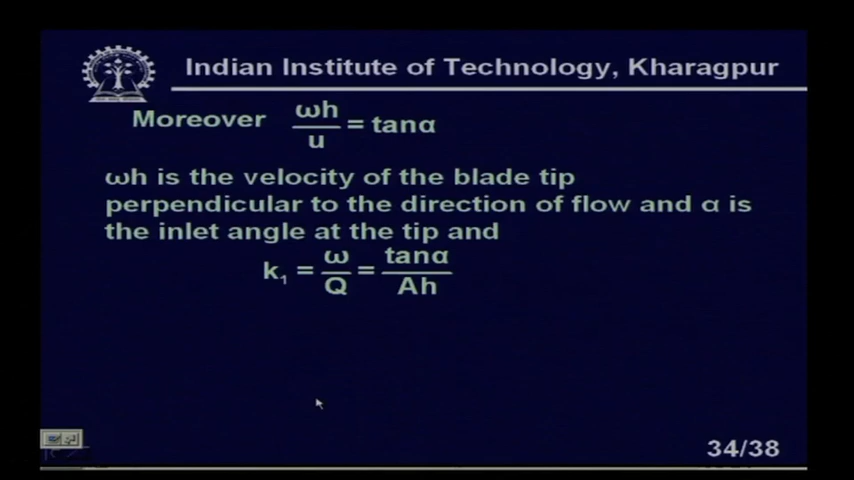 Indian Institute of Technology, Kharagpur
Moreover ωh/u = tanα
ωh is the velocity of the blade tip
perpendicular to the direction of flow and α is
the inlet angle at the tip and
k₁ = ω/Q = tanα/Ah
34/38